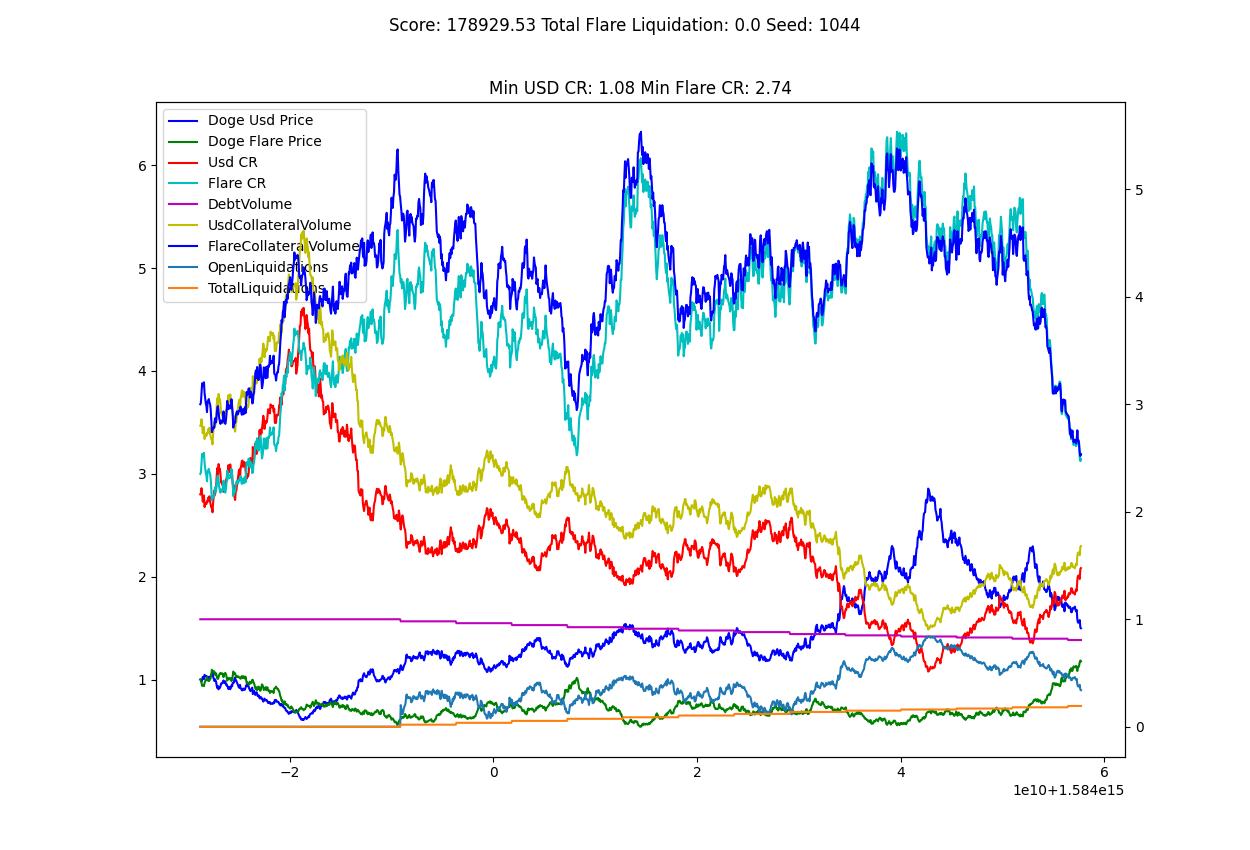 Score: 178929.53 Total Flare Liquidation: 0.0 Seed: 1044
Min USD CR: 1.08 Min Flare CR: 2.74
Doge Usd Price
Doge Flare Price
Usd CR
Flare CR
DebtVolume
UsdCollateralVolume
FlareCollateralVolume
OpenLiquidations
TotalLiquidations
6
5
4
3
2
1
5
4
3
2
1
0
−2
0
2
4
6
1e10+1.584e15